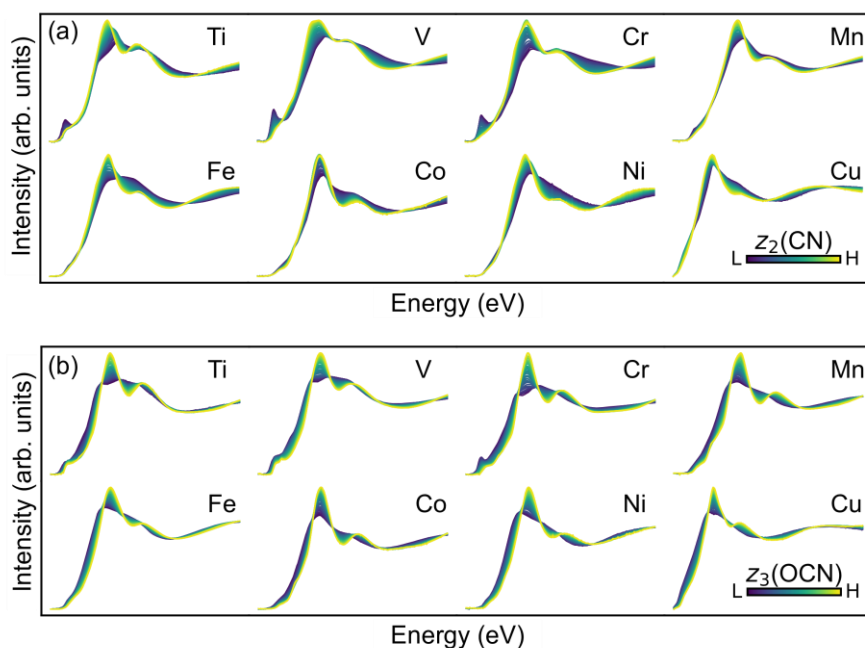 (a) Ti V Cr Mn
Fe Co Ni Cu
Intensity (arb. units)
z₂(CN)
L H
Energy (eV)
(b) Ti V Cr Mn
Fe Co Ni Cu
Intensity (arb. units)
z₃(OCN)
L H
Energy (eV)